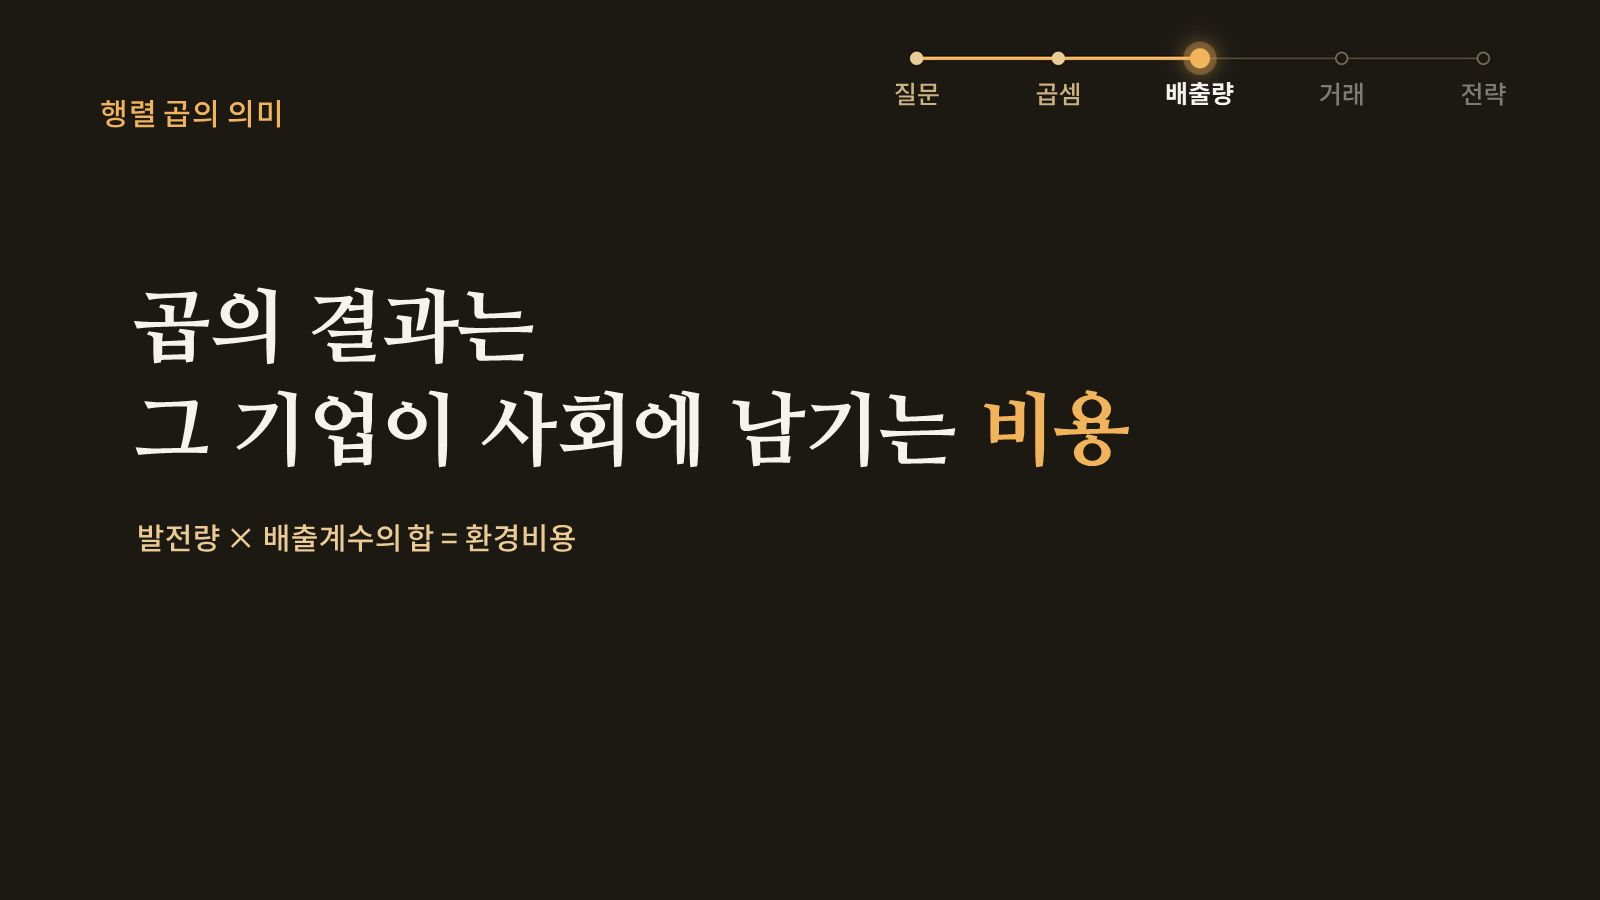 질문
곱셈
배출량
거래
전략
행렬 곱의 의미
곱의 결과는
그 기업이 사회에 남기는 비용
발전량 × 배출계수의 합 = 환경비용